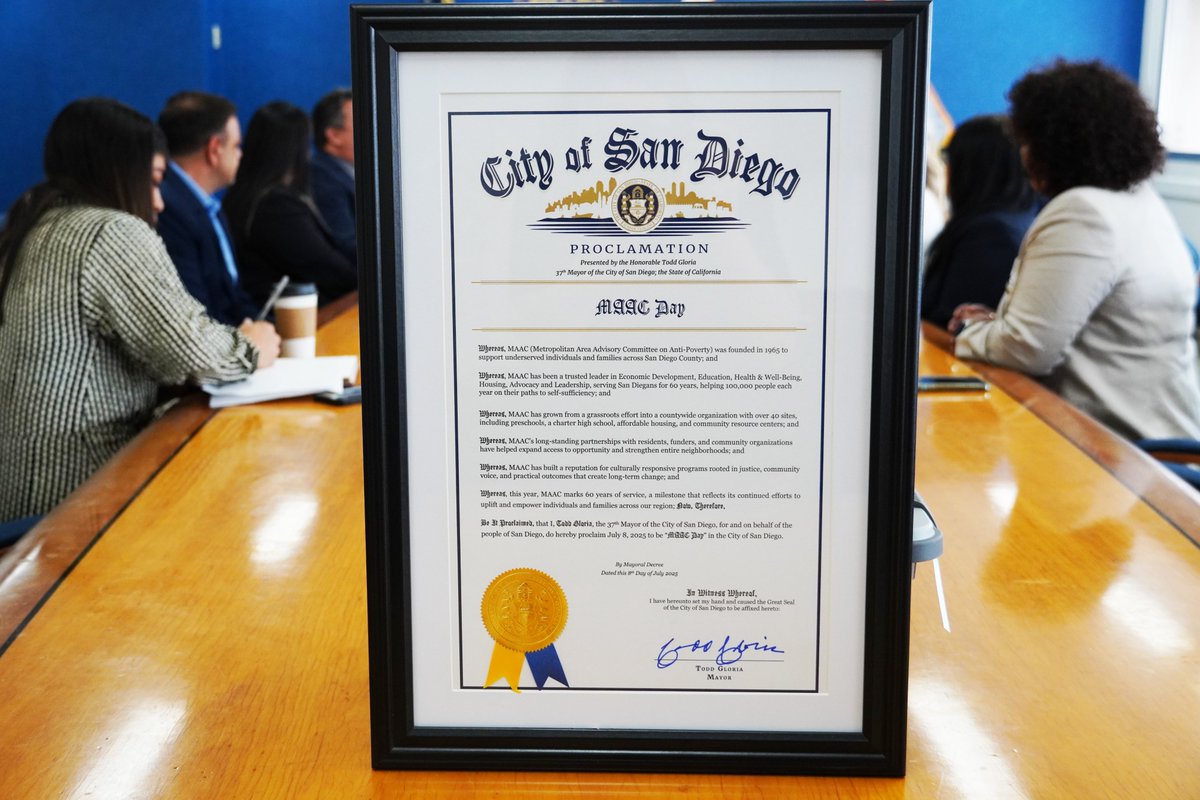 City of San Diego
PROCLAMATION
Presented by the Honorable Todd Gloria
37th Mayor of the City of San Diego; the State of California
MAAC Day
Whereas, MAAC (Metropolitan Area Advisory Committee on Anti-Poverty) was founded in 1965 to
support underserved individuals and families across San Diego County; and
Whereas, MAAC has been a trusted leader in Economic Development, Education, Health & Well-Being,
Housing, Advocacy and Leadership, serving San Diegans for 60 years, helping 100,000 people each
year on their paths to self-sufficiency; and
Whereas, MAAC has grown from a grassroots effort into a countywide organization with over 40 sites,
including preschools, a charter high school, affordable housing, and community resource centers; and
Whereas, MAAC's long-standing partnerships with residents, funders, and community organizations
have helped expand access to opportunity and strengthen entire neighborhoods; and
Whereas, MAAC has built a reputation for culturally responsive programs rooted in justice, community
voice, and practical outcomes that create long-term change; and
Whereas, this year, MAAC marks 60 years of service, a milestone that reflects its continued efforts to
uplift and empower individuals and families across our region; Now, Therefore,
Be It Proclaimed, that I, Todd Gloria, the 37th Mayor of the City of San Diego, for and on behalf of the
people of San Diego, do hereby proclaim July 8, 2025 to be "MAAC Day" in the City of San Diego.
By Mayoral Decree
Dated this 8th Day of July 2025
In Witness Whereof,
I have hereunto set my hand and caused the Great Seal
of the City of San Diego to be affixed hereto:
Todd Gloria
Todd Gloria
Mayor